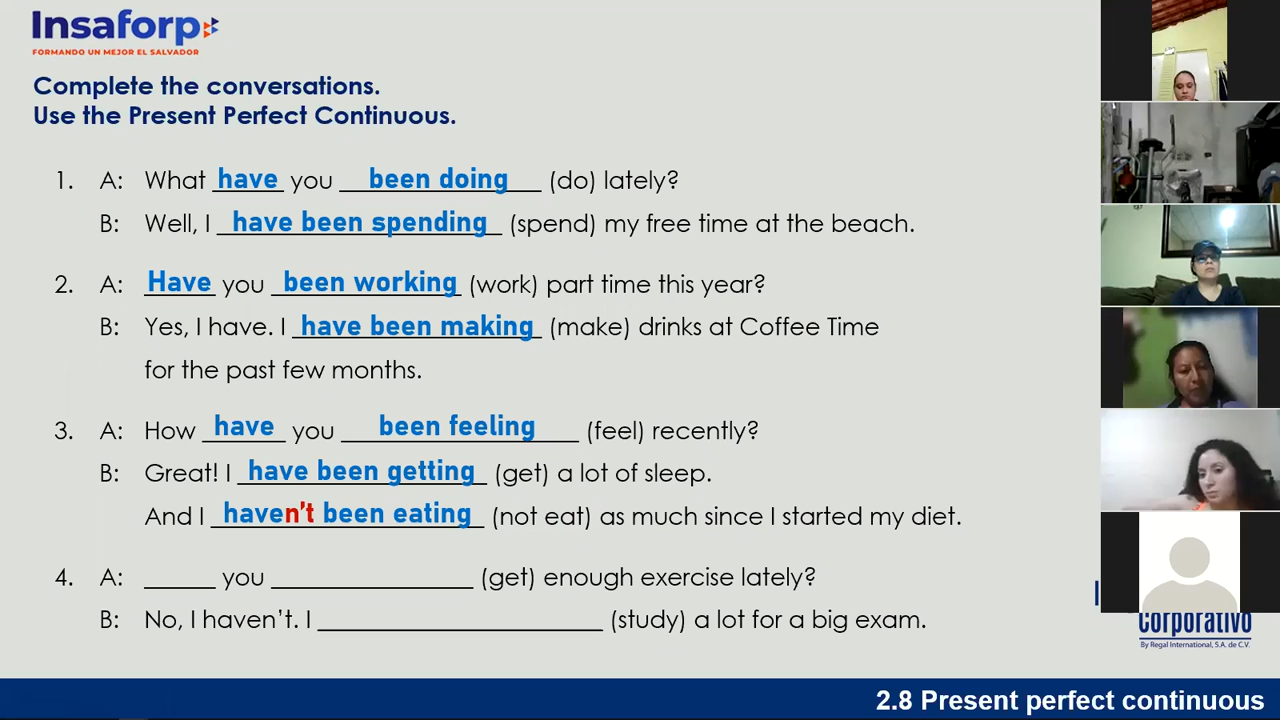 Insaforp
FORMANDO UN MEJOR EL SALVADOR
Complete the conversations.
Use the Present Perfect Continuous.
1. A: What have you been doing (do) lately?
B: Well, I have been spending (spend) my free time at the beach.
2. A: Have you been working (work) part time this year?
B: Yes, I have. I have been making (make) drinks at Coffee Time
for the past few months.
3. A: How have you been feeling (feel) recently?
B: Great! I have been getting (get) a lot of sleep.
And I haven't been eating (not eat) as much since I started my diet.
4. A: ______ you _________________ (get) enough exercise lately?
B: No, I haven't. I ________________________ (study) a lot for a big exam.
Corporativo
By Regal International, S.A. de C.V.
2.8 Present perfect continuous